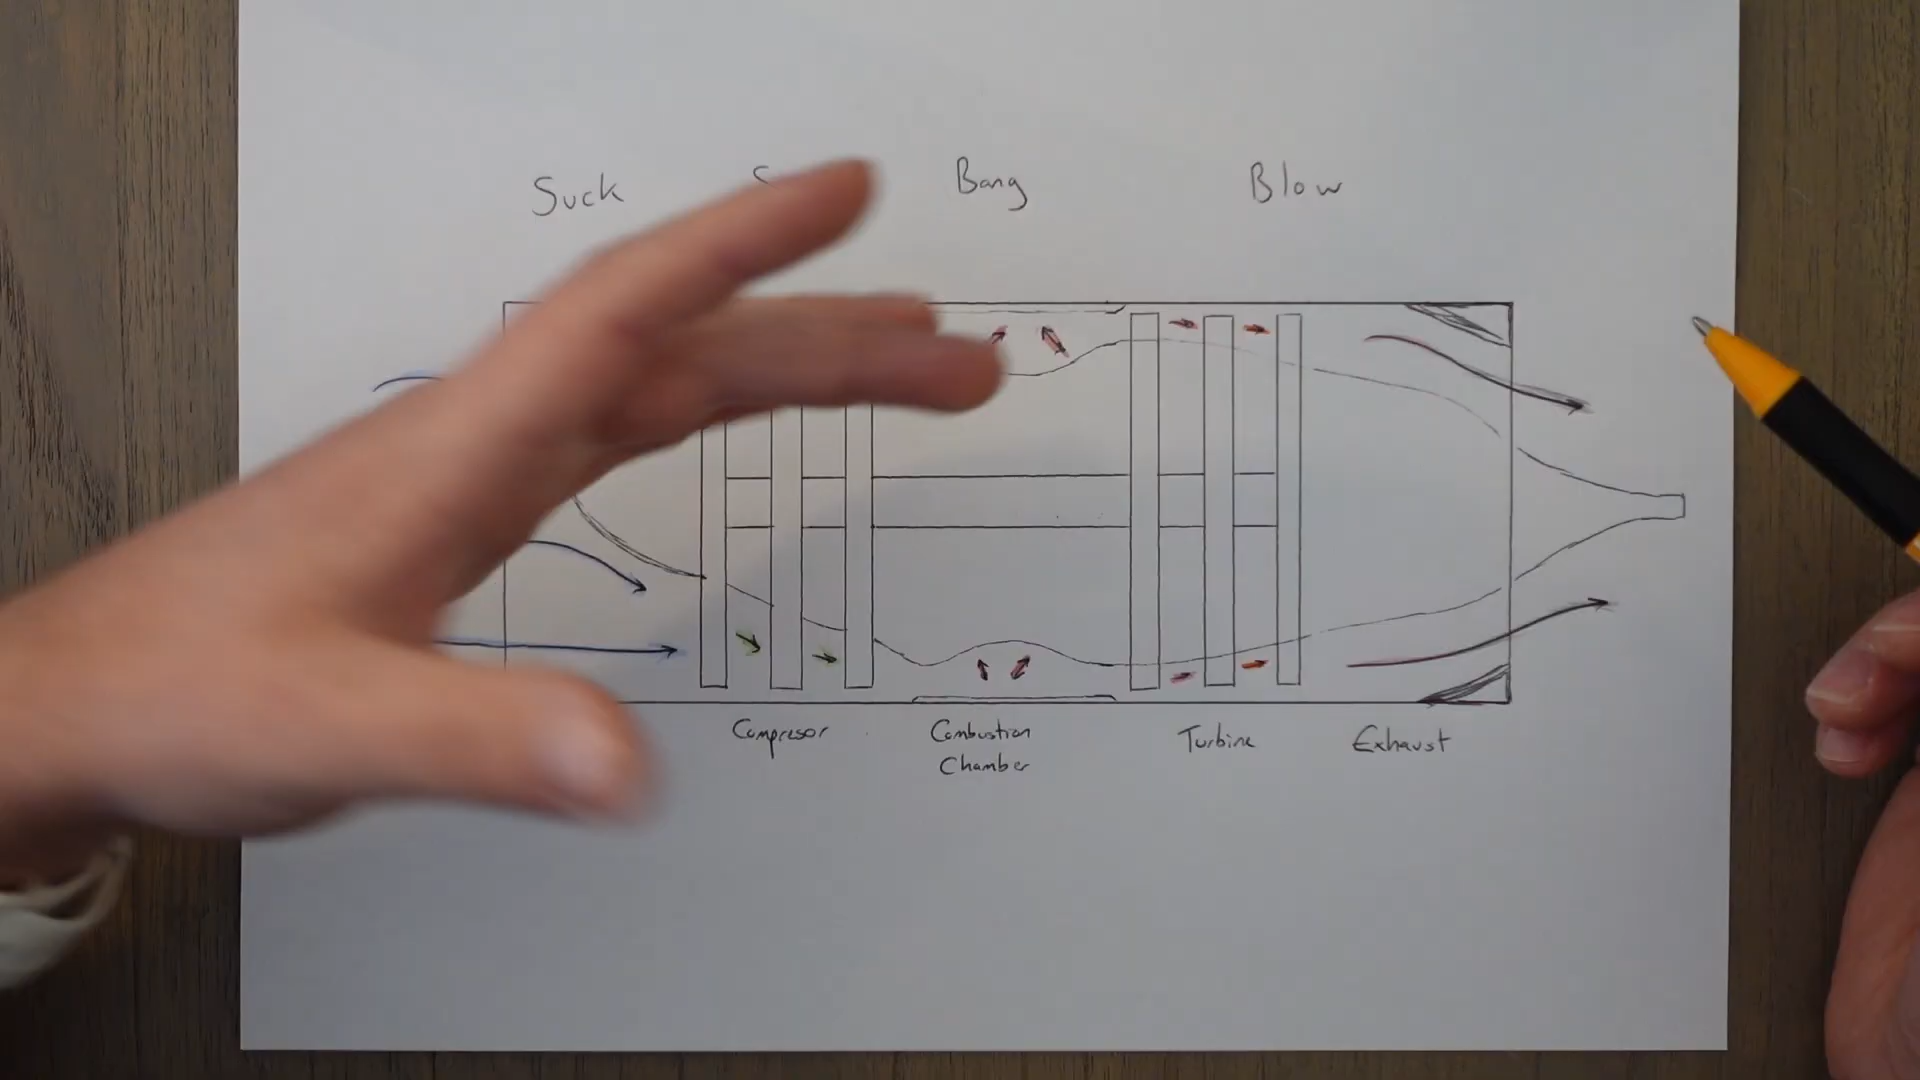 Suck
Bang
Blow
Compresor
Combustion
Chamber
Turbine
Exhaust